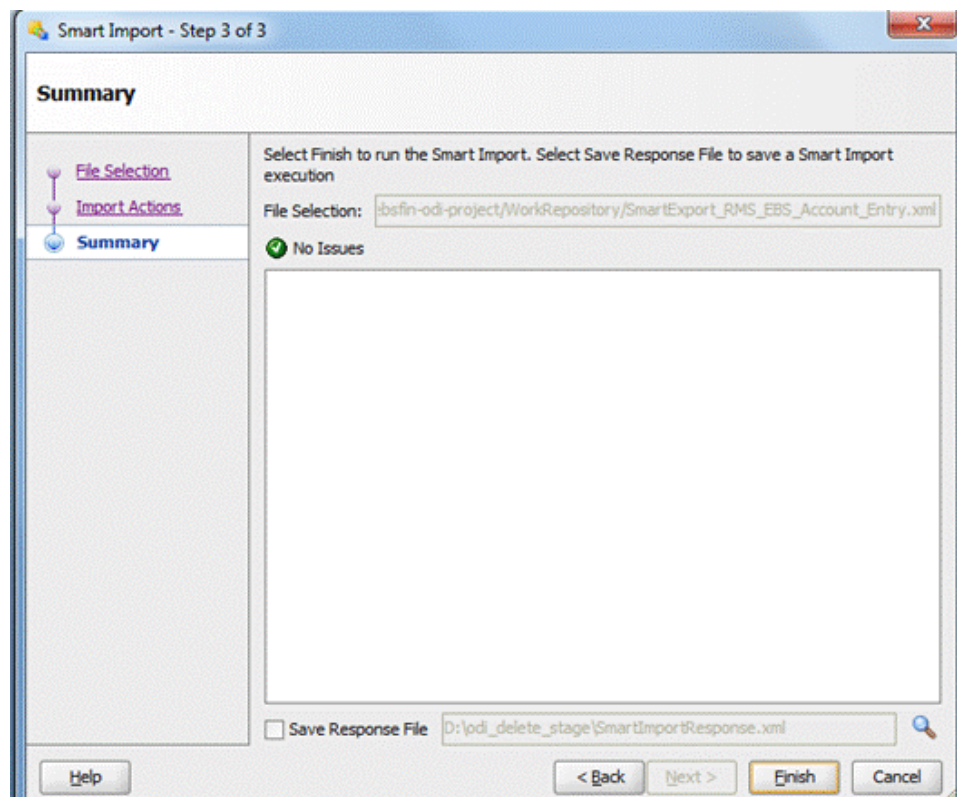 Smart Import - Step 3 of 3
Summary
File Selection
Import Actions
Summary
Select Finish to run the Smart Import. Select Save Response File to save a Smart Import
execution
File Selection: ebsfin-odi-project/WorkRepository/SmartExport_RMS_EBS_Account_Entry.xml
No Issues
Save Response File D:\odi_delete_stage\SmartImportResponse.xml
Help < Back Next > Finish Cancel